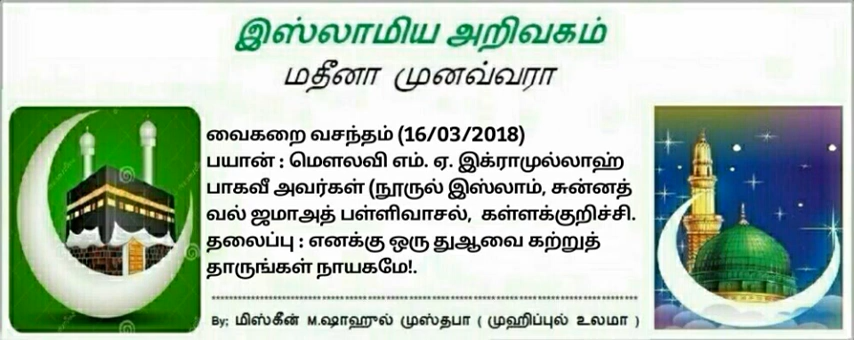 இஸ்லாமிய அறிவகம்
மதீனா முனவ்வரா
வைகறை வசந்தம் (16/03/2018)
பயான் : மௌலவி எம். ஏ. இக்ராமுல்லாஹ்
பாகவீ அவர்கள் (நூருல் இஸ்லாம், சுன்னத்
வல் ஜமாஅத் பள்ளிவாசல், கள்ளக்குறிச்சி.
தலைப்பு : எனக்கு ஒரு துஆவை கற்றுத்
தாருங்கள் நாயகமே!.
By; மிஸ்கீன் M.ஷாஹுல் முஸ்தபா ( முஹிப்புல் உலமா )